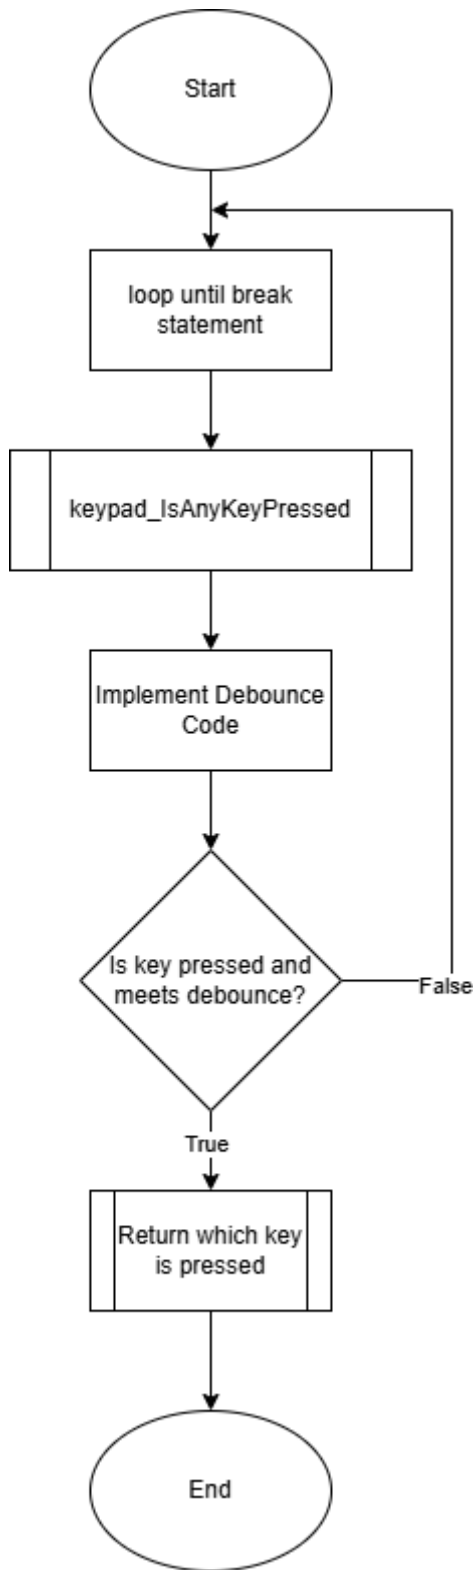 Start
loop until break
statement
keypad_IsAnyKeyPressed
Implement Debounce
Code
Is key pressed and
meets debounce?
False
True
Return which key
is pressed
End